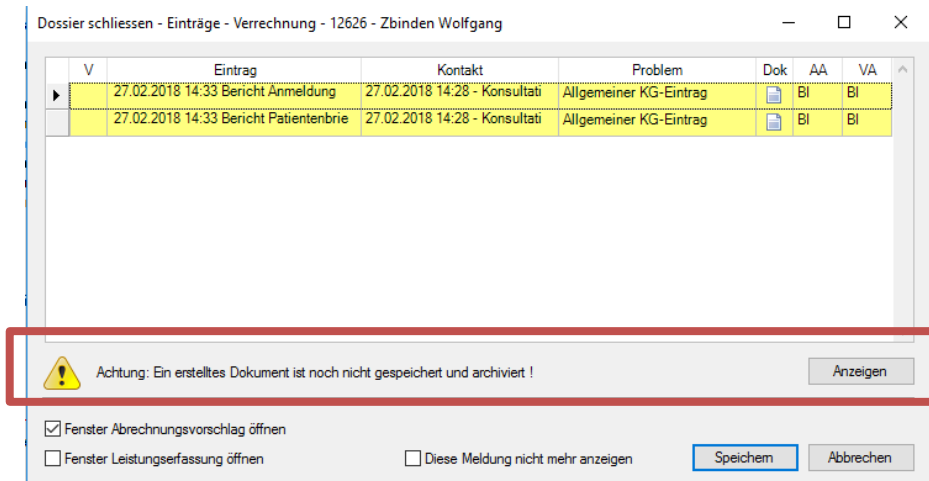 Dossier schliessen - Einträge - Verrechnung - 12626 - Zbinden Wolfgang
V Eintrag Kontakt Problem Dok AA VA
27.02.2018 14:33 Bericht Anmeldung 27.02.2018 14:28 - Konsultati Allgemeiner KG-Eintrag BI BI
27.02.2018 14:33 Bericht Patientenbrie 27.02.2018 14:28 - Konsultati Allgemeiner KG-Eintrag BI BI
Achtung: Ein erstelltes Dokument ist noch nicht gespeichert und archiviert ! Anzeigen
Fenster Abrechnungsvorschlag öffnen
Fenster Leistungserfassung öffnen Diese Meldung nicht mehr anzeigen Speichern Abbrechen